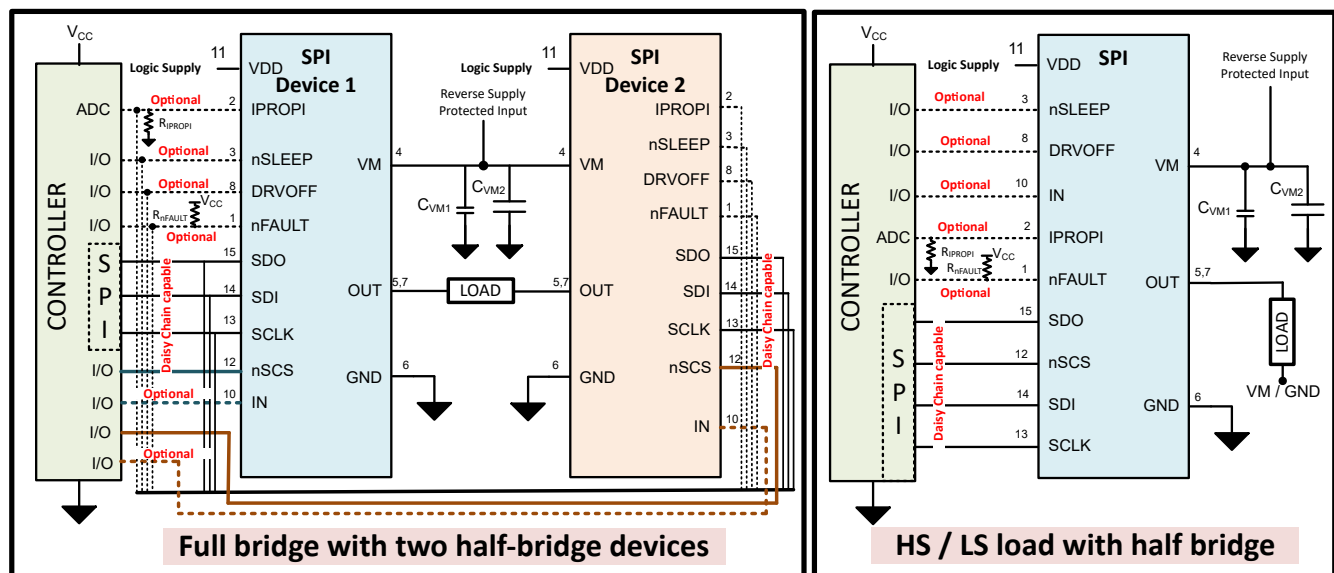 VCC
CONTROLLER
ADC
I/O
I/O
I/O
SPI
I/O
I/O
I/O
I/O
Optional
RIPROPI
Optional
Optional
RnFAULT
VCC
Optional
Daisy Chain capable
Optional
Optional
11
Logic Supply
2
3
8
1
15
14
13
12
10
SPI
Device 1
VDD
IPROPI
nSLEEP
DRVOFF
nFAULT
SDO
SDI
SCLK
nSCS
IN
VM
OUT
GND
4
5,7
6
Reverse Supply
Protected Input
CVM1
CVM2
LOAD
11
Logic Supply
4
5,7
6
SPI
Device 2
VDD
VM
OUT
GND
IPROPI
nSLEEP
DRVOFF
nFAULT
SDO
SDI
SCLK
nSCS
IN
2
3
8
1
15
14
13
12
10
Daisy Chain capable
Full bridge with two half-bridge devices
VCC
CONTROLLER
I/O
I/O
I/O
ADC
I/O
SPI
Optional
Optional
Optional
Optional
RIPROPI
RnFAULT
VCC
Optional
Daisy Chain capable
11
Logic Supply
3
8
10
2
1
15
12
14
13
SPI
VDD
nSLEEP
DRVOFF
IN
IPROPI
nFAULT
SDO
nSCS
SDI
SCLK
VM
OUT
GND
4
5,7
6
Reverse Supply
Protected Input
CVM1
CVM2
LOAD
VM / GND
HS / LS load with half bridge